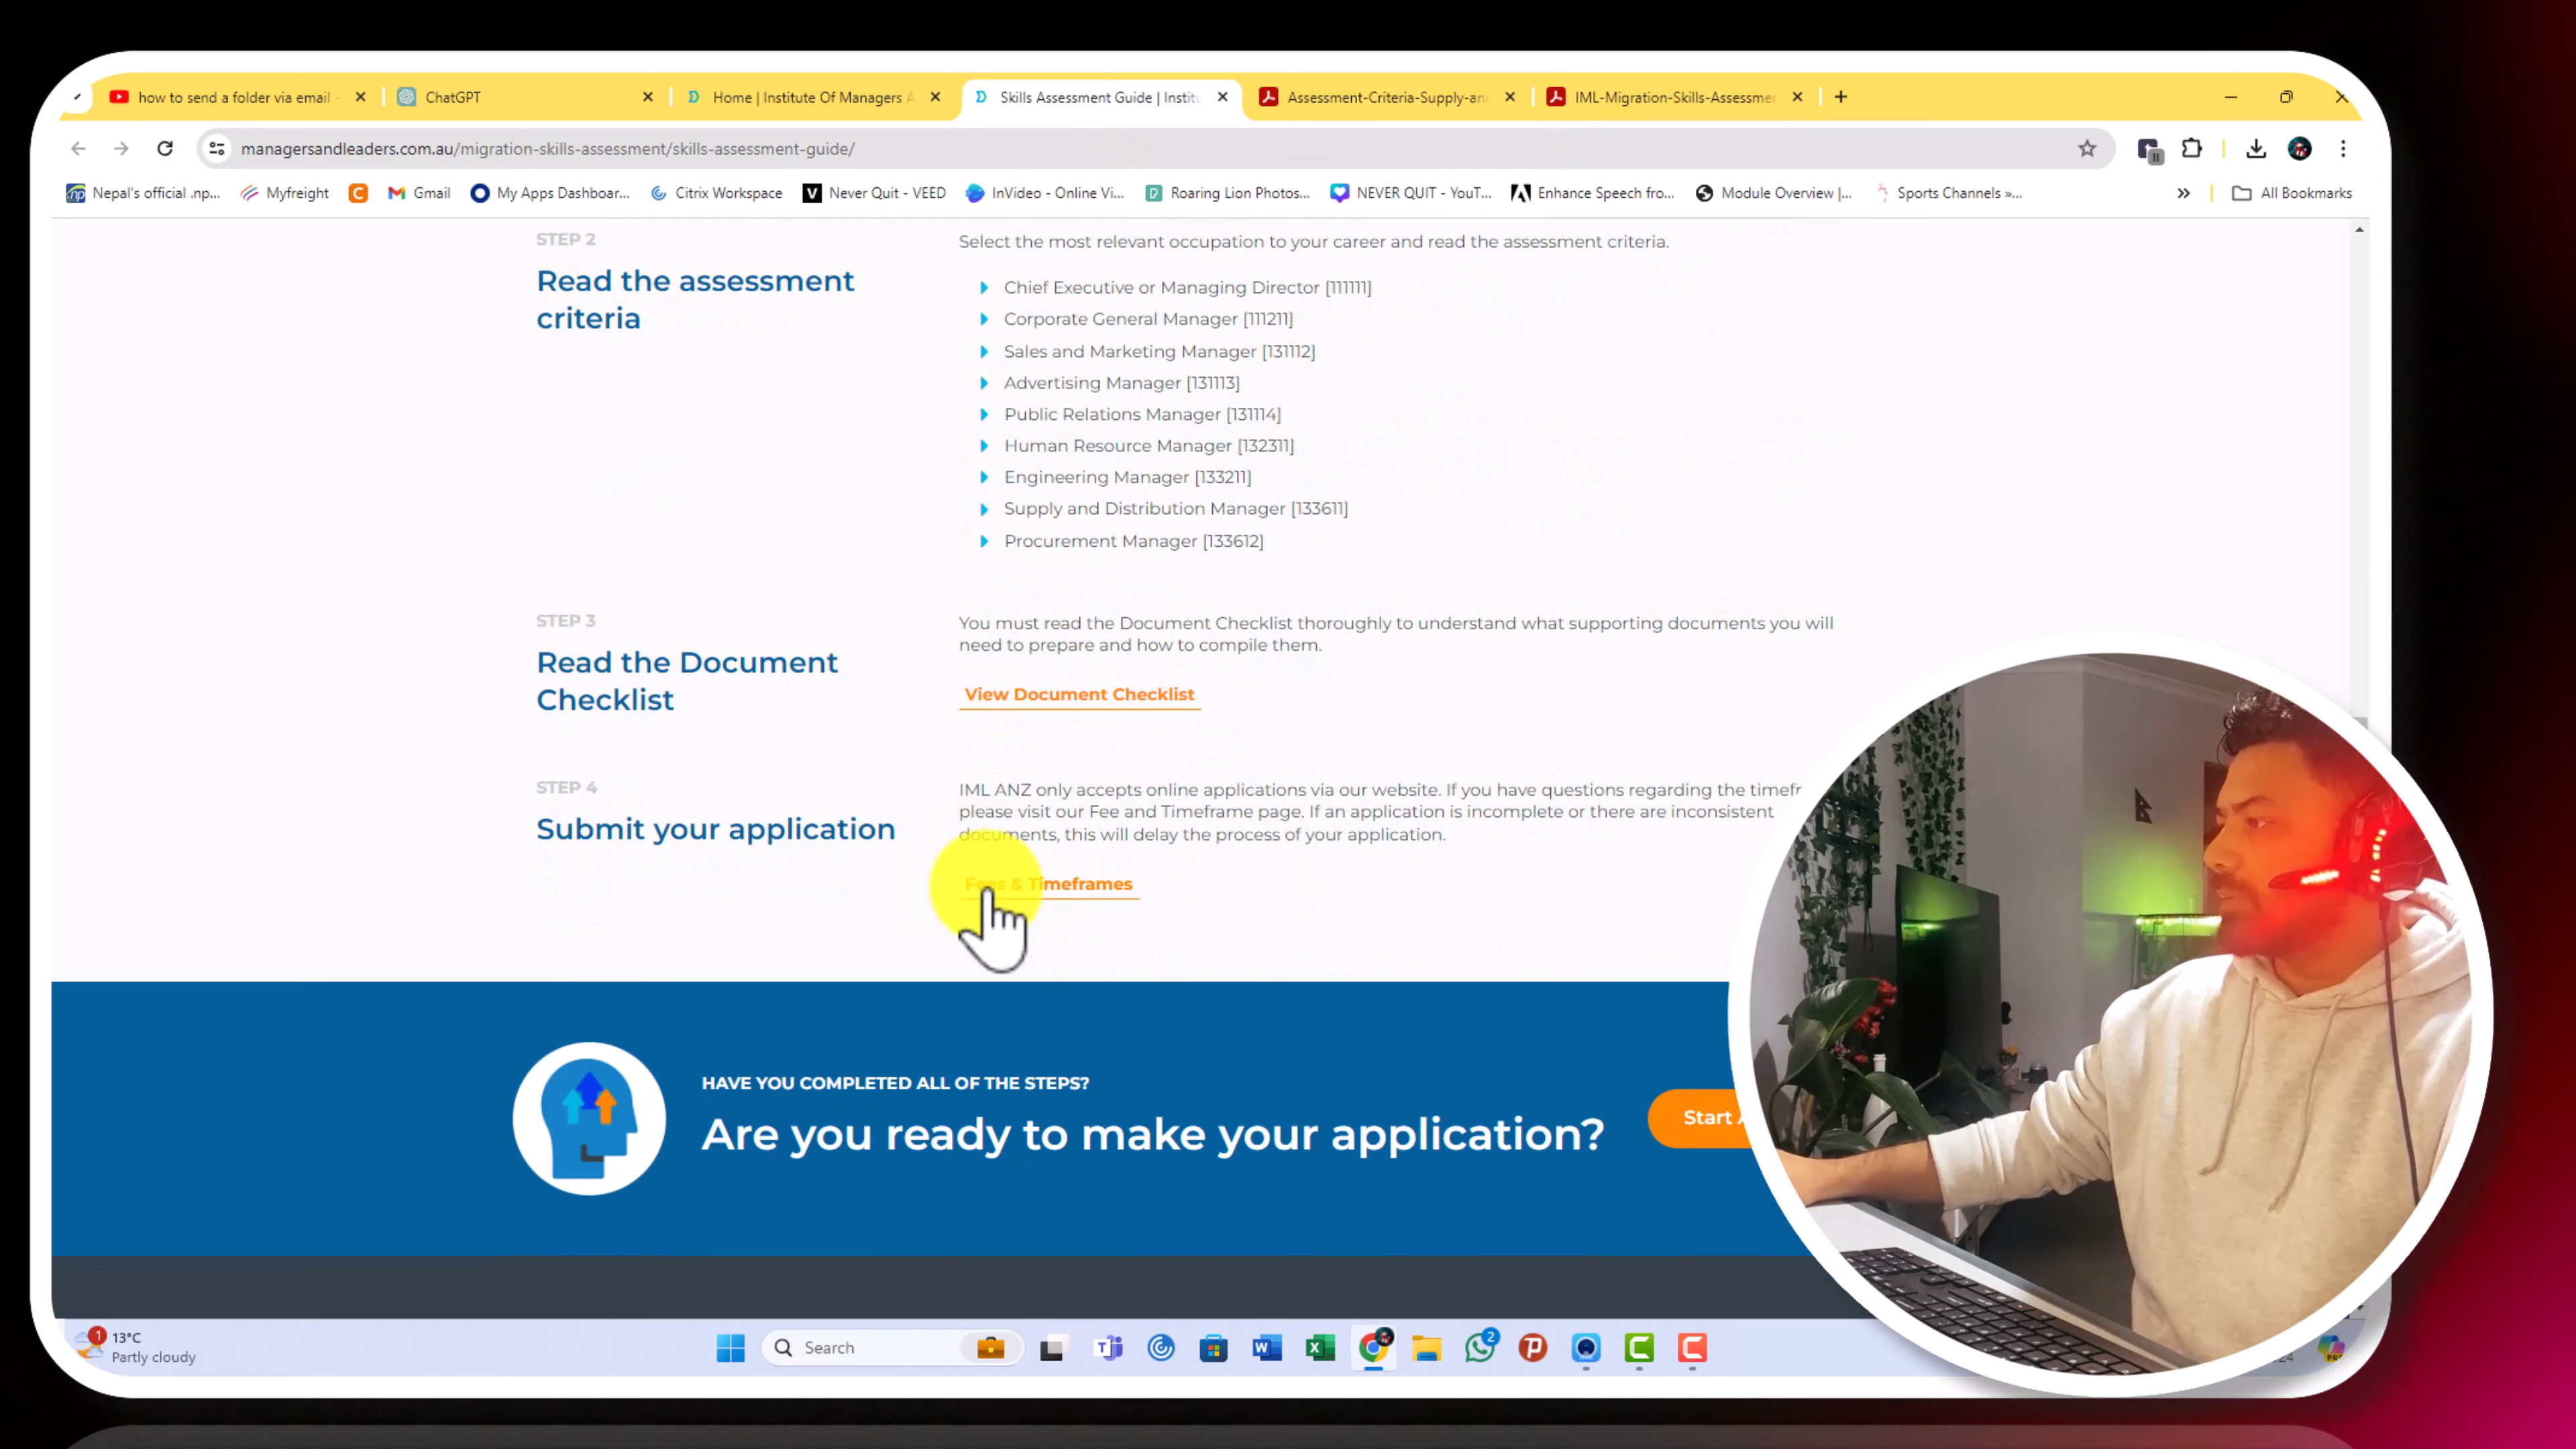 how to send a folder via email -
ChatGPT
Home | Institute Of Managers A
Skills Assessment Guide | Institu
Assessment-Criteria-Supply-and
IML-Migration-Skills-Assessmen
managersandleaders.com.au/migration-skills-assessment/skills-assessment-guide/
Nepal's official .np...
Myfreight
Gmail
My Apps Dashboar...
Citrix Workspace
Never Quit - VEED
InVideo - Online Vi...
Roaring Lion Photos...
NEVER QUIT - YouT...
Enhance Speech from...
Module Overview |...
Sports Channels »...
»
All Bookmarks
STEP 2
Read the assessment
criteria
Select the most relevant occupation to your career and read the assessment criteria.
Chief Executive or Managing Director [111111]
Corporate General Manager [111211]
Sales and Marketing Manager [131112]
Advertising Manager [131113]
Public Relations Manager [131114]
Human Resource Manager [132311]
Engineering Manager [133211]
Supply and Distribution Manager [133611]
Procurement Manager [133612]
STEP 3
Read the Document
Checklist
You must read the Document Checklist thoroughly to understand what supporting documents you will
need to prepare and how to compile them.
View Document Checklist
STEP 4
Submit your application
IML ANZ only accepts online applications via our website. If you have questions regarding the timefr
please visit our Fee and Timeframe page. If an application is incomplete or there are inconsistent
documents, this will delay the process of your application.
Fees & Timeframes
HAVE YOU COMPLETED ALL OF THE STEPS?
Are you ready to make your application?
Start
1
13°C
Partly cloudy
Search
2